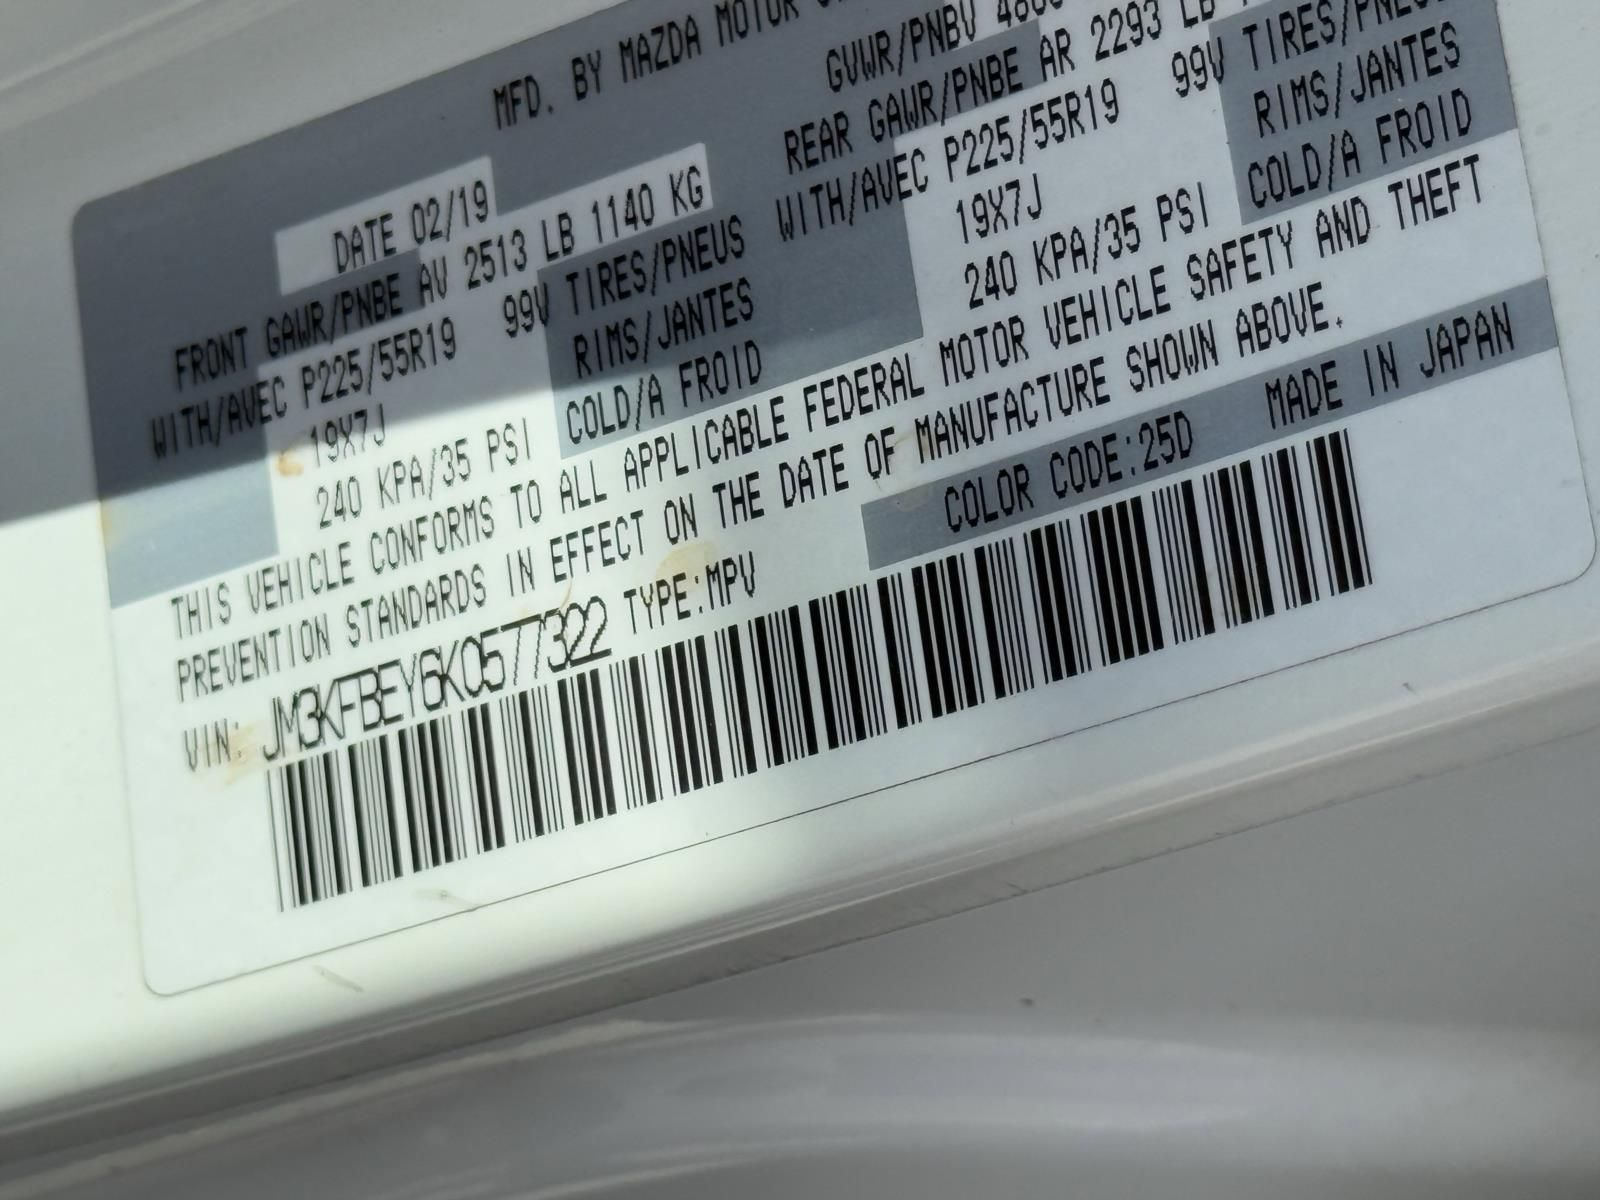 MFD. BY MAZDA MOTOR
DATE 02/19
GVWR/PNBV
FRONT GAWR/PNBE AV 2513 LB 1140 KG
REAR GAWR/PNBE AR 2293 LB
WITH/AVEC P225/55R19 99V TIRES/PNEUS
WITH/AVEC P225/55R19 99V TIRES/PNEUS
19X7J RIMS/JANTES
19X7J RIMS/JANTES
240 KPA/35 PSI COLD/A FROID
240 KPA/35 PSI COLD/A FROID
THIS VEHICLE CONFORMS TO ALL APPLICABLE FEDERAL MOTOR VEHICLE SAFETY AND THEFT
PREVENTION STANDARDS IN EFFECT ON THE DATE OF MANUFACTURE SHOWN ABOVE.
VIN: JM3KFBEY6K0577322 TYPE:MPV COLOR CODE:25D MADE IN JAPAN